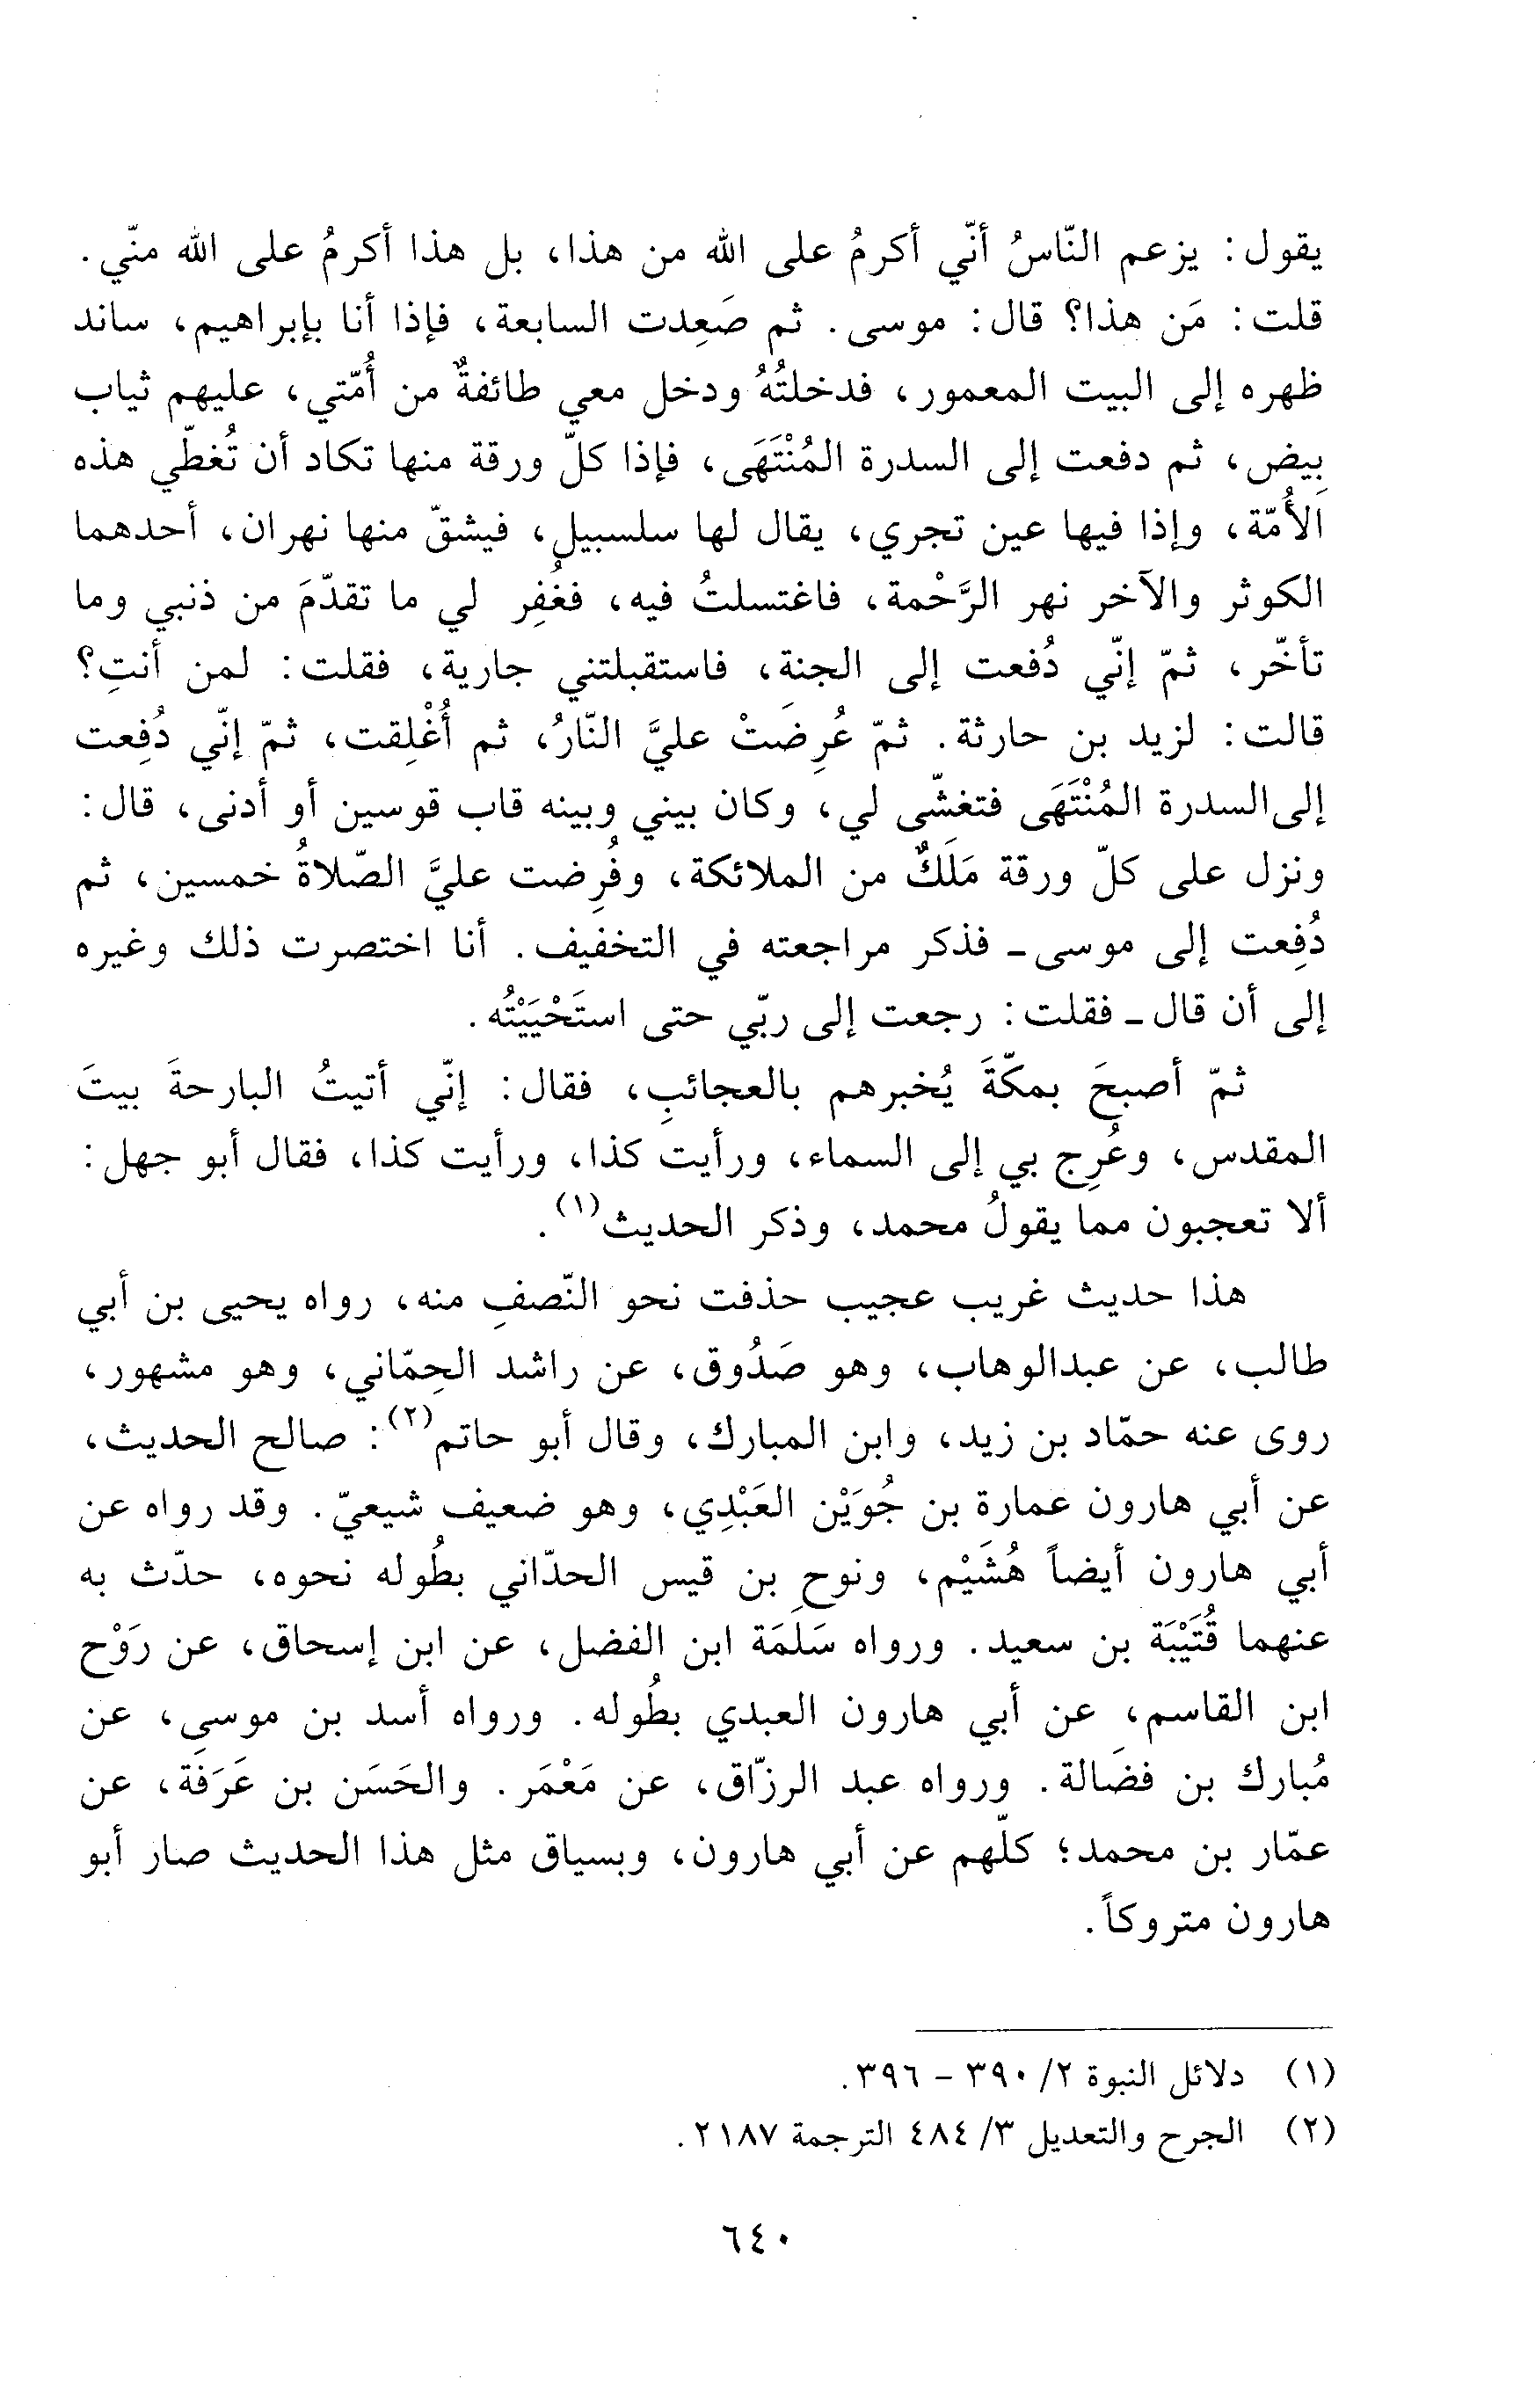 يقول: يزعم النّاسُ أنّي أكرمُ على الله من هذا، بل هذا أكرمُ على الله منّي.
قلت: مَن هذا؟ قال: موسى. ثم صَعِدت السابعة، فإذا أنا بإبراهيم، ساند
ظهره إلى البيت المعمور، فدخلتُهُ ودخل معي طائفةٌ من أُمّتي، عليهم ثياب
بِيض، ثم دفعت إلى السدرة المُنْتَهَى، فإذا كلّ ورقة منها تكاد أن تُغطّي هذه
الأُمّة، وإذا فيها عين تجري، يقال لها سلسبيل، فيشقّ منها نهران، أحدهما
الكوثر والآخر نهر الرَّحْمة، فاغتسلتُ فيه، فغُفِر لي ما تقدّمَ من ذنبي وما
تأخّر، ثمّ إنّي دُفعت إلى الجنة، فاستقبلتني جارية، فقلت: لمن أنتِ؟
قالت: لزيد بن حارثة. ثمّ عُرِضَتْ عليَّ النّارُ، ثم أُغْلِقت، ثمّ إنّي دُفِعت
إلى السدرة المُنْتَهَى فتغشّى لي، وكان بيني وبينه قاب قوسين أو أدنى، قال:
ونزل على كلّ ورقة مَلَكٌ من الملائكة، وفُرِضت عليَّ الصّلاةُ خمسين، ثم
دُفِعت إلى موسى ـ فذكر مراجعته في التخفيف. أنا اختصرت ذلك وغيره
إلى أن قال ـ فقلت: رجعت إلى ربّي حتى استَحْيَيْتُه.
ثمّ أصبحَ بمكّةَ يُخبرهم بالعجائبِ، فقال: إنّي أتيتُ البارحةَ بيتَ
المقدس، وعُرِج بي إلى السماء، ورأيت كذا، ورأيت كذا، فقال أبو جهل:
ألا تعجبون مما يقولُ محمد، وذكر الحديث(١).
هذا حديث غريب عجيب حذفت نحو النّصفِ منه، رواه يحيى بن أبي
طالب، عن عبدالوهاب، وهو صَدُوق، عن راشد الحِمّاني، وهو مشهور،
روى عنه حمّاد بن زيد، وابن المبارك، وقال أبو حاتم(٢): صالح الحديث،
عن أبي هارون عمارة بن جُوَيْن العَبْدِي، وهو ضعيف شيعيّ. وقد رواه عن
أبي هارون أيضاً هُشَيْم، ونوح بن قيس الحدّاني بطُوله نحوه، حدّث به
عنهما قُتَيْبَة بن سعيد. ورواه سَلَمَة ابن الفضل، عن ابن إسحاق، عن رَوْح
ابن القاسم، عن أبي هارون العبدي بطُوله. ورواه أسد بن موسى، عن
مُبارك بن فضَالة. ورواه عبد الرزّاق، عن مَعْمَر. والحَسَن بن عَرَفَة، عن
عمّار بن محمد؛ كلّهم عن أبي هارون، وبسياق مثل هذا الحديث صار أبو
هارون متروكاً.
(١) دلائل النبوة ٢/ ٣٩٠ - ٣٩٦.
(٢) الجرح والتعديل ٣/ ٤٨٤ الترجمة ٢١٨٧.
٦٤٠